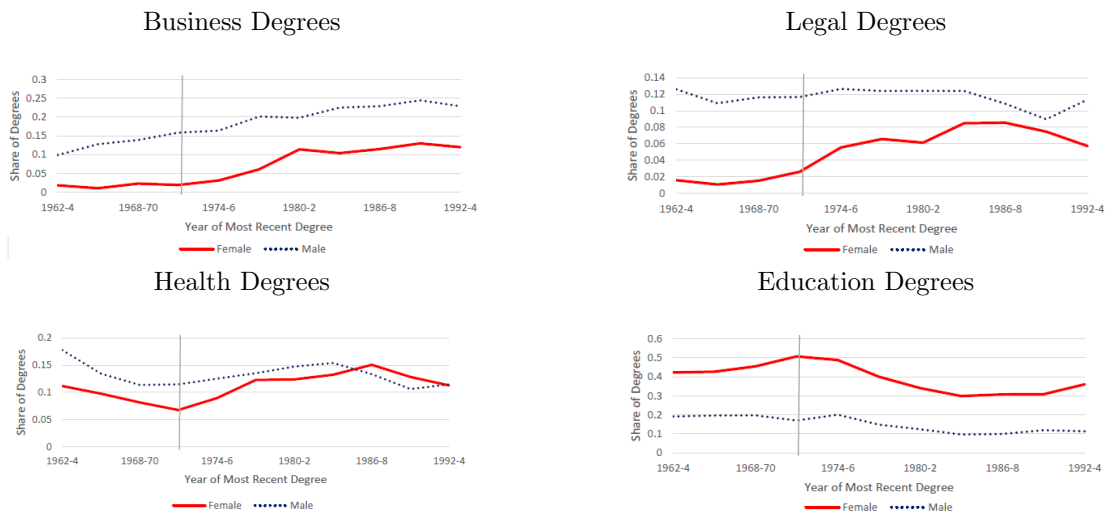 Business Degrees
Share of Degrees
0.3
0.25
0.2
0.15
0.1
0.05
0
1962-4 1968-70 1974-6 1980-2 1986-8 1992-4
Year of Most Recent Degree
Female Male
Legal Degrees
Share of Degrees
0.14
0.12
0.1
0.08
0.06
0.04
0.02
0
1962-4 1968-70 1974-6 1980-2 1986-8 1992-4
Year of Most Recent Degree
Female Male
Health Degrees
Share of Degrees
0.2
0.15
0.1
0.05
0
1962-4 1968-70 1974-6 1980-2 1986-8 1992-4
Year of Most Recent Degree
Female Male
Education Degrees
Share of Degrees
0.6
0.5
0.4
0.3
0.2
0.1
0
1962-4 1968-70 1974-6 1980-2 1986-8 1992-4
Year of Most Recent Degree
Female Male